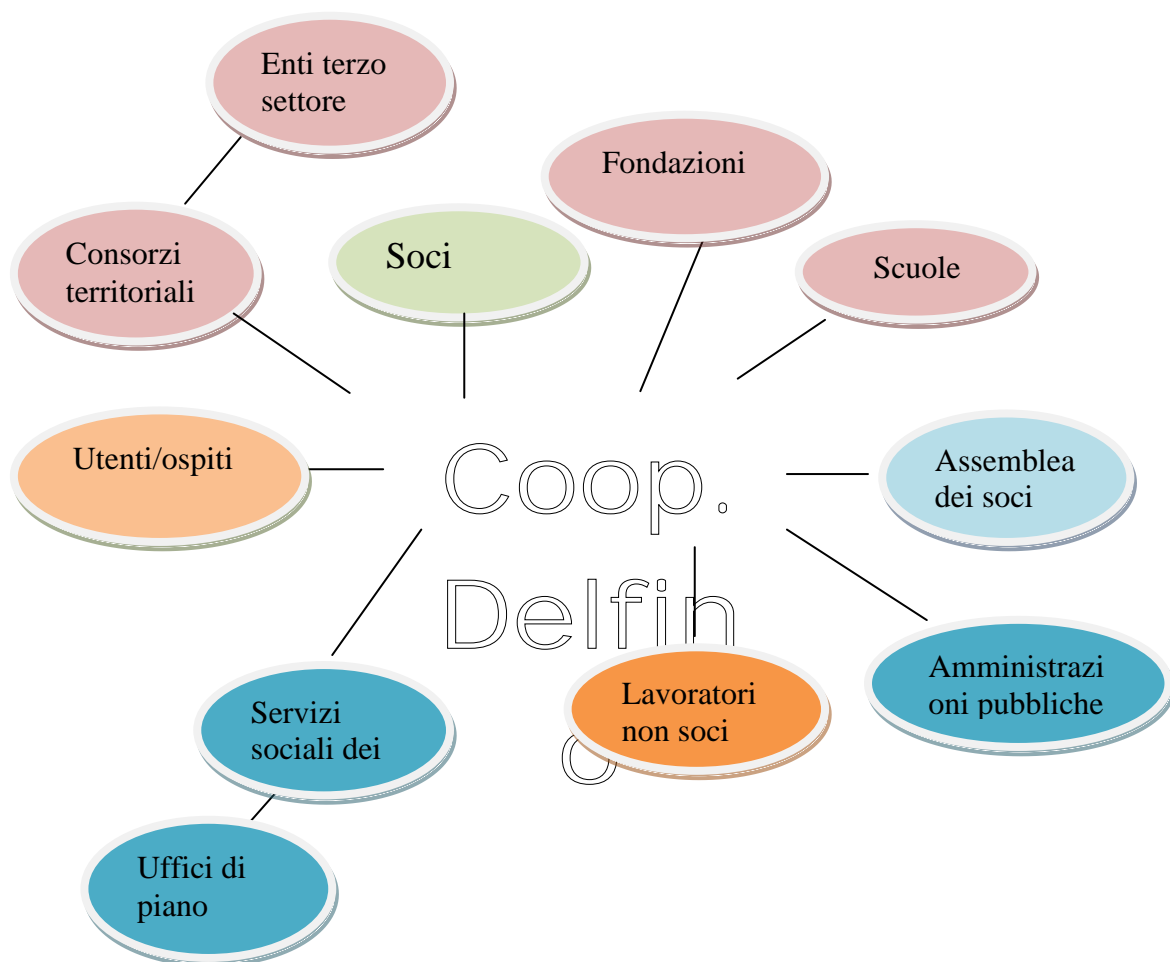 Enti terzo
settore
Fondazioni
Consorzi
territoriali
Soci
Scuole
Utenti/ospiti
Coop.
Delfin
o
Assemblea
dei soci
Servizi
sociali dei
Lavoratori
non soci
Amministrazi
oni pubbliche
Uffici di
piano